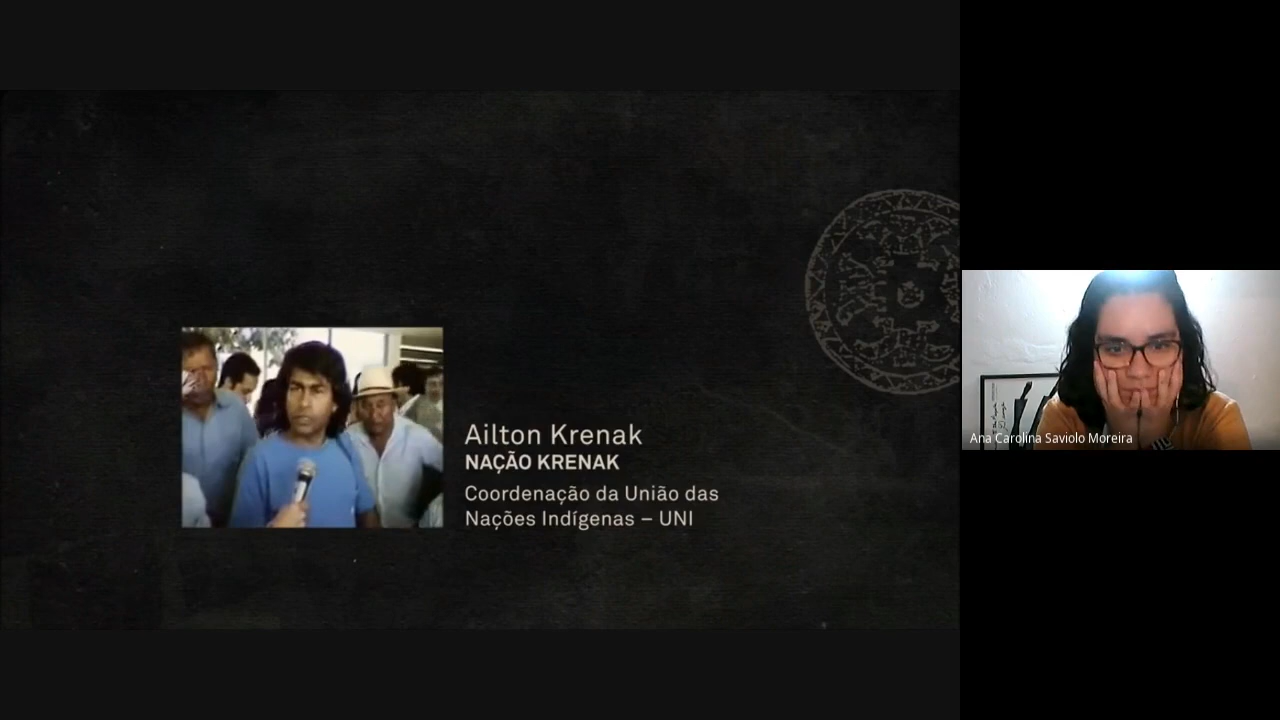 Ailton Krenak
NAÇÃO KRENAK
Coordenação da União das
Nações Indígenas – UNI
Ana Carolina Saviolo Moreira